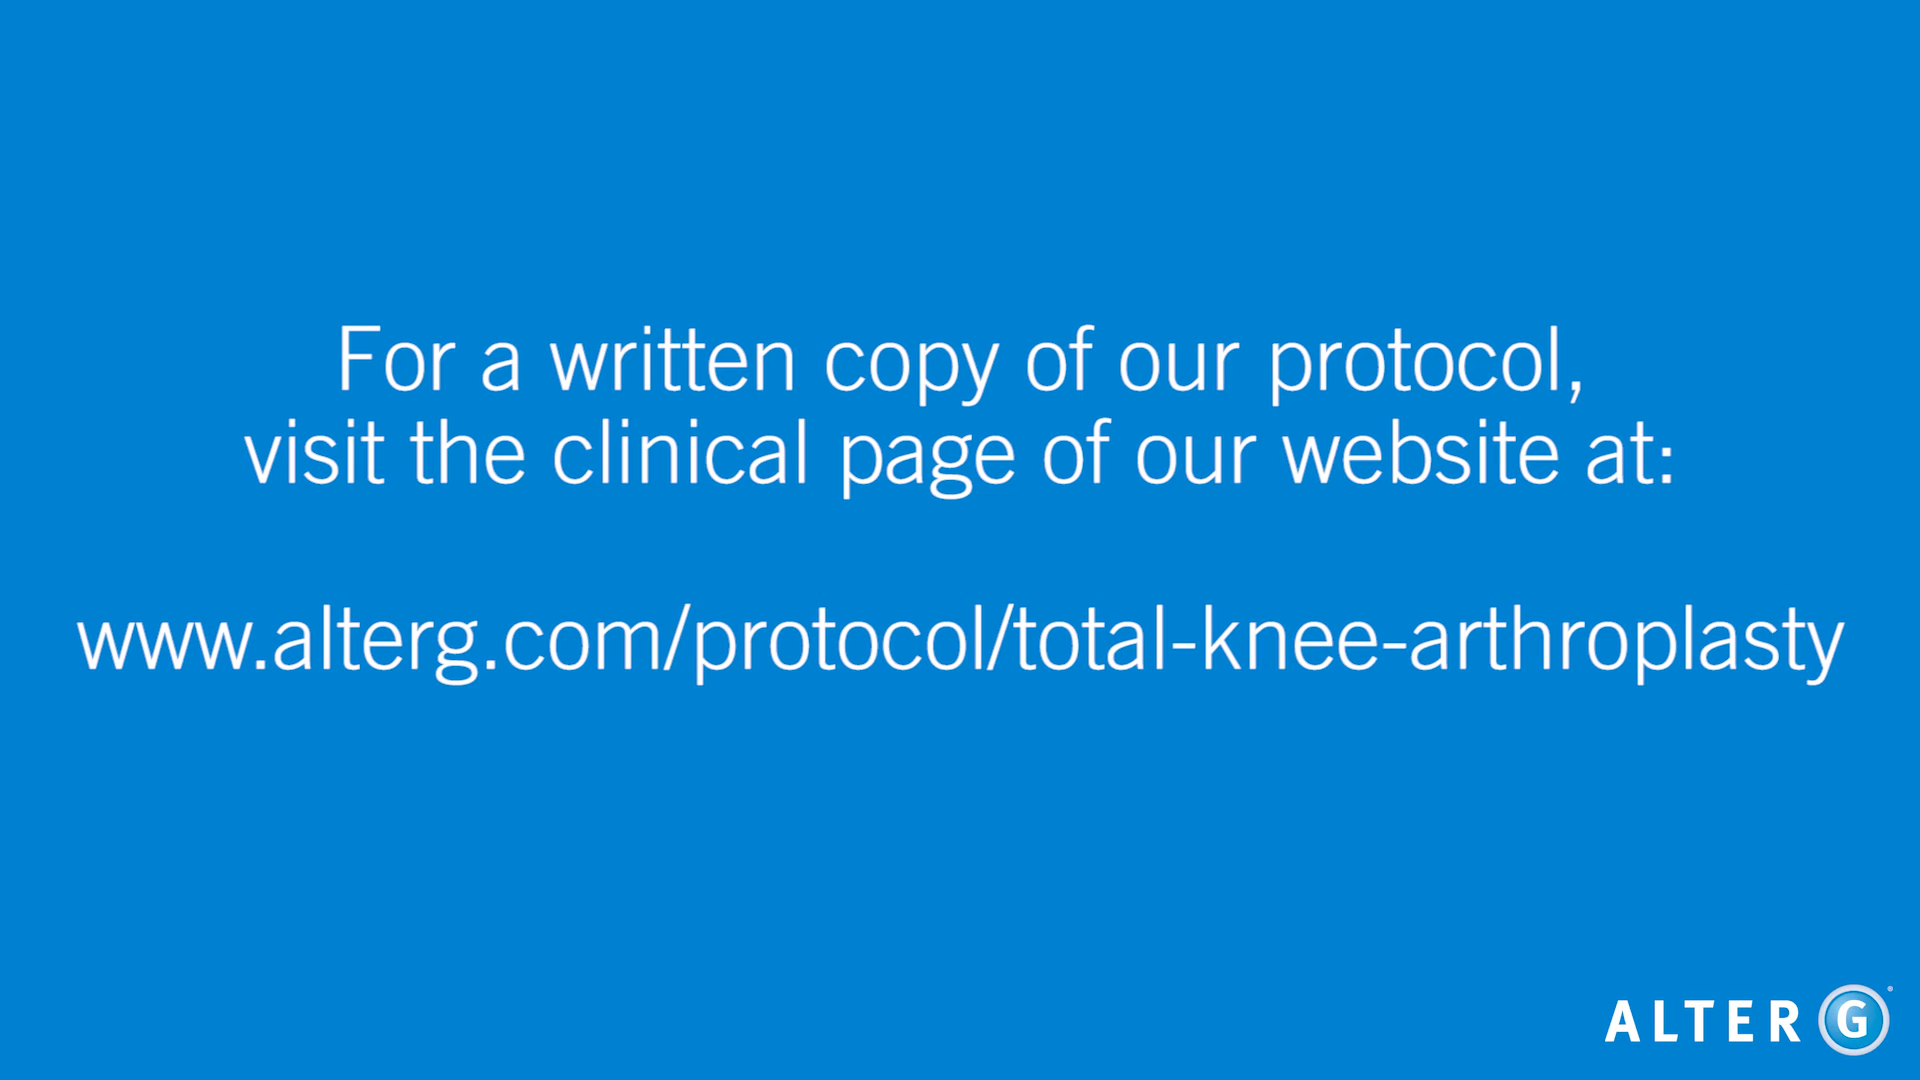 For a written copy of our protocol,
visit the clinical page of our website at:
www.alterg.com/protocol/total-knee-arthroplasty
ALTER G